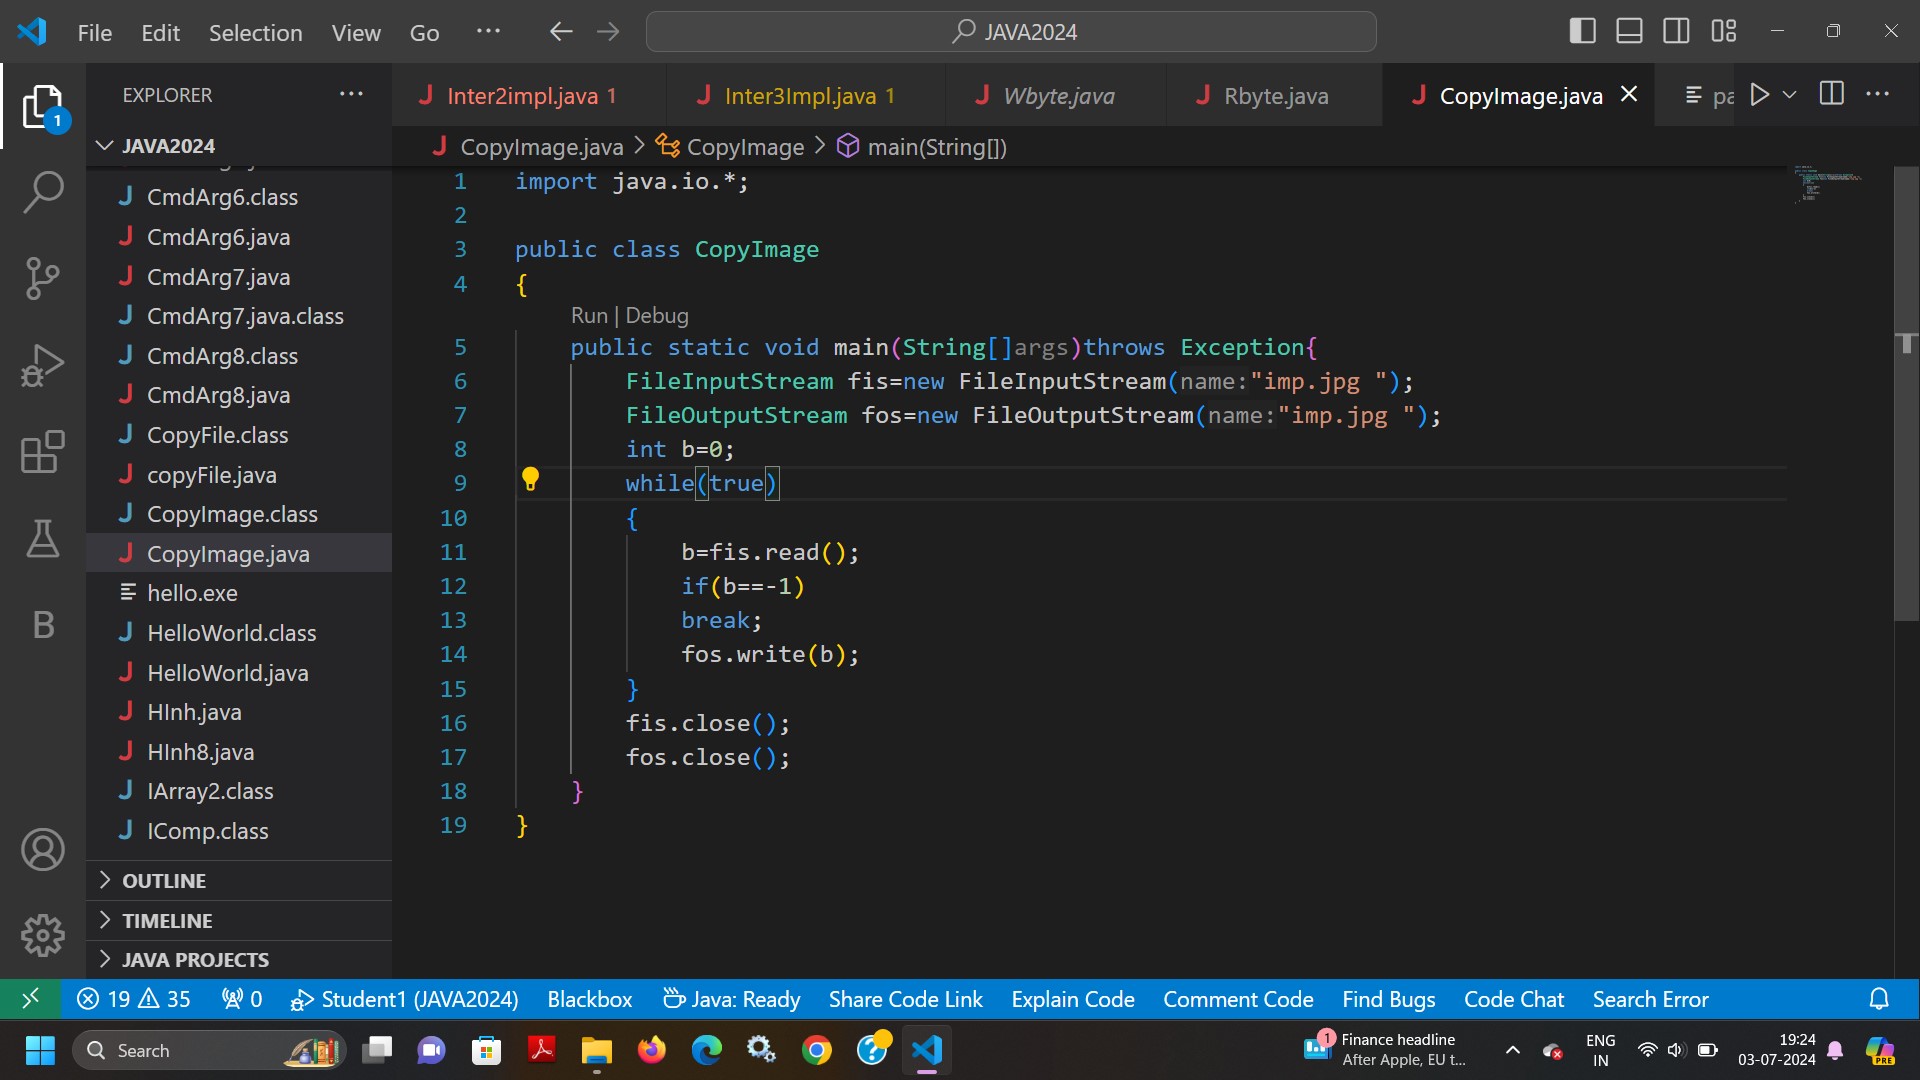 File Edit Selection View Go ··· JAVA2024
EXPLORER ···
1
JAVA2024
CmdArg6.class
CmdArg6.java
CmdArg7.java
CmdArg7.java.class
CmdArg8.class
CmdArg8.java
CopyFile.class
copyFile.java
CopyImage.class
CopyImage.java
hello.exe
HelloWorld.class
HelloWorld.java
HInh.java
HInh8.java
IArray2.class
IComp.class
OUTLINE
TIMELINE
JAVA PROJECTS
B
Inter2impl.java 1 Inter3Impl.java 1 Wbyte.java Rbyte.java CopyImage.java pa
CopyImage.java > CopyImage > main(String[])
1 import java.io.*;
2
3 public class CopyImage
4 {
Run | Debug
5 public static void main(String[]args)throws Exception{
6 FileInputStream fis=new FileInputStream(name:"imp.jpg ");
7 FileOutputStream fos=new FileOutputStream(name:"imp.jpg ");
8 int b=0;
9 while(true)
10 {
11 b=fis.read();
12 if(b==-1)
13 break;
14 fos.write(b);
15 }
16 fis.close();
17 fos.close();
18 }
19 }
19 35 0 Student1 (JAVA2024) Blackbox Java: Ready Share Code Link Explain Code Comment Code Find Bugs Code Chat Search Error
Search
1
Finance headline
After Apple, EU t...
ENG
IN
19:24
03-07-2024
PRE